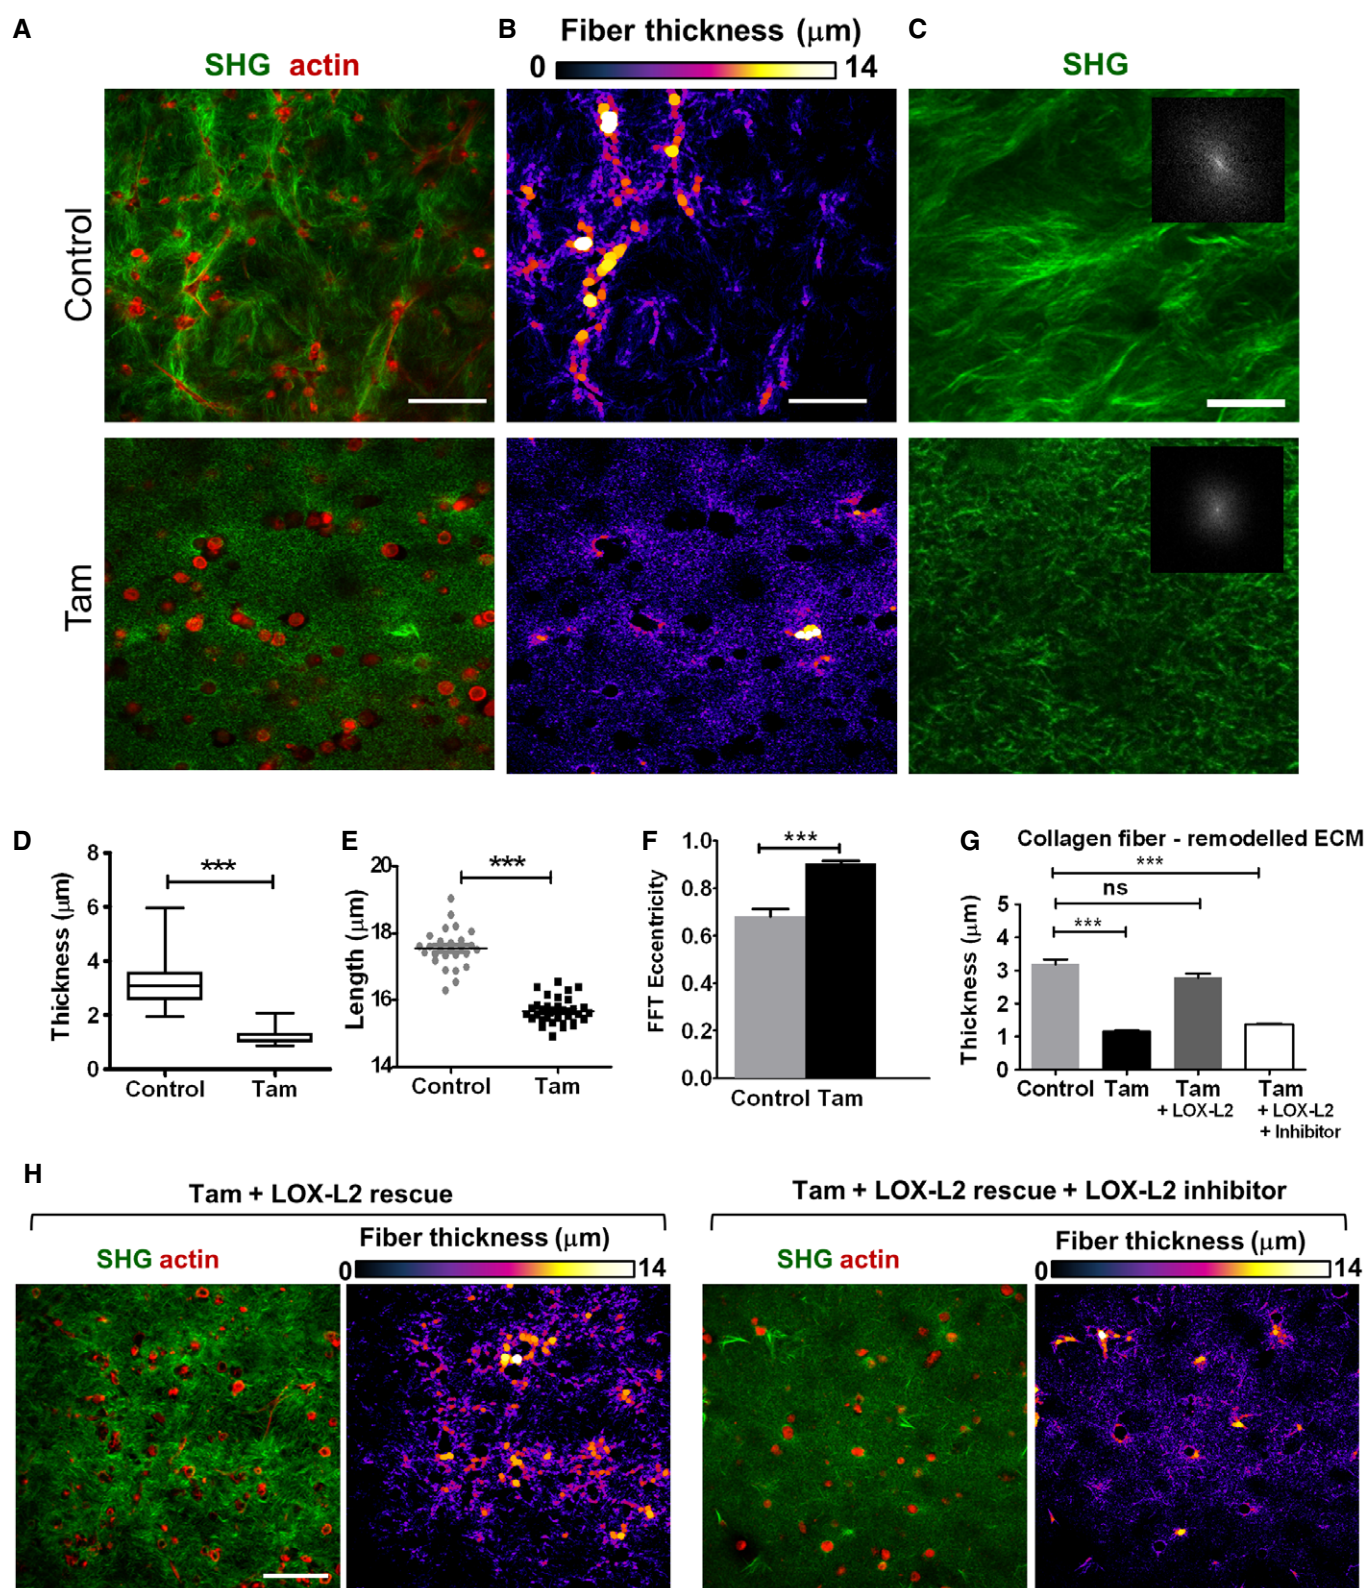 A
B
C
SHG actin
Fiber thickness (μm)
0
14
SHG
Control
Tam
D
Thickness (μm)
8
6
4
2
0
***
Control
Tam
E
Length (μm)
20
18
16
14
***
Control
Tam
F
FFT Eccentricity
1.0
0.8
0.6
0.4
0.2
0.0
***
Control Tam
G
Collagen fiber - remodelled ECM
Thickness (μm)
5
4
3
2
1
0
***
ns
***
Control
Tam
Tam
+ LOX-L2
Tam
+ LOX-L2
+ Inhibitor
H
Tam + LOX-L2 rescue
SHG actin
Fiber thickness (μm)
0
14
Tam + LOX-L2 rescue + LOX-L2 inhibitor
SHG actin
Fiber thickness (μm)
0
14